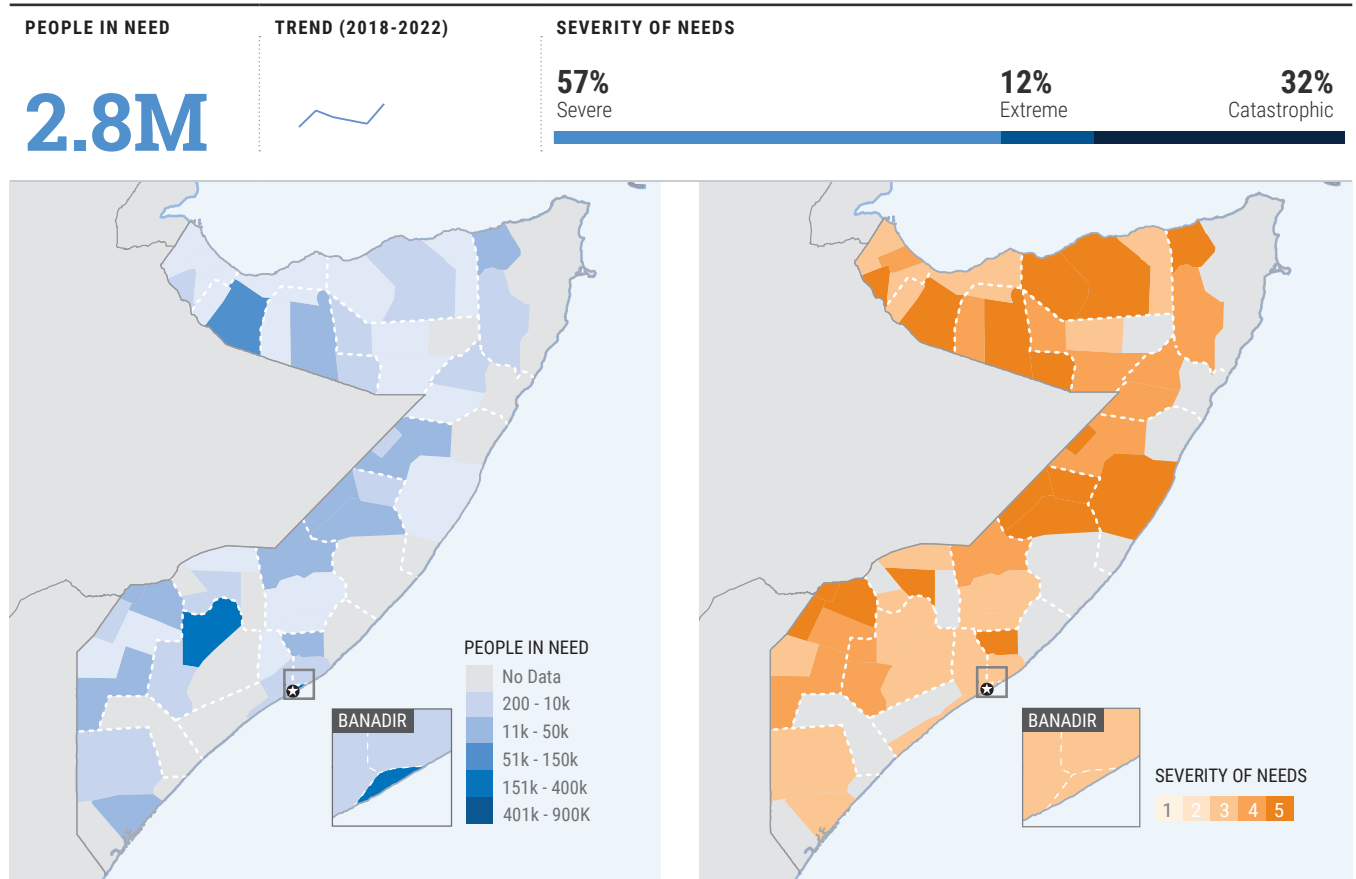 PEOPLE IN NEED
TREND (2018-2022)
SEVERITY OF NEEDS
2.8M
57%
Severe
12%
Extreme
32%
Catastrophic
PEOPLE IN NEED
No Data
200 - 10k
11k - 50k
51k - 150k
151k - 400k
401k - 900K
BANADIR
BANADIR
SEVERITY OF NEEDS
1 2 3 4 5